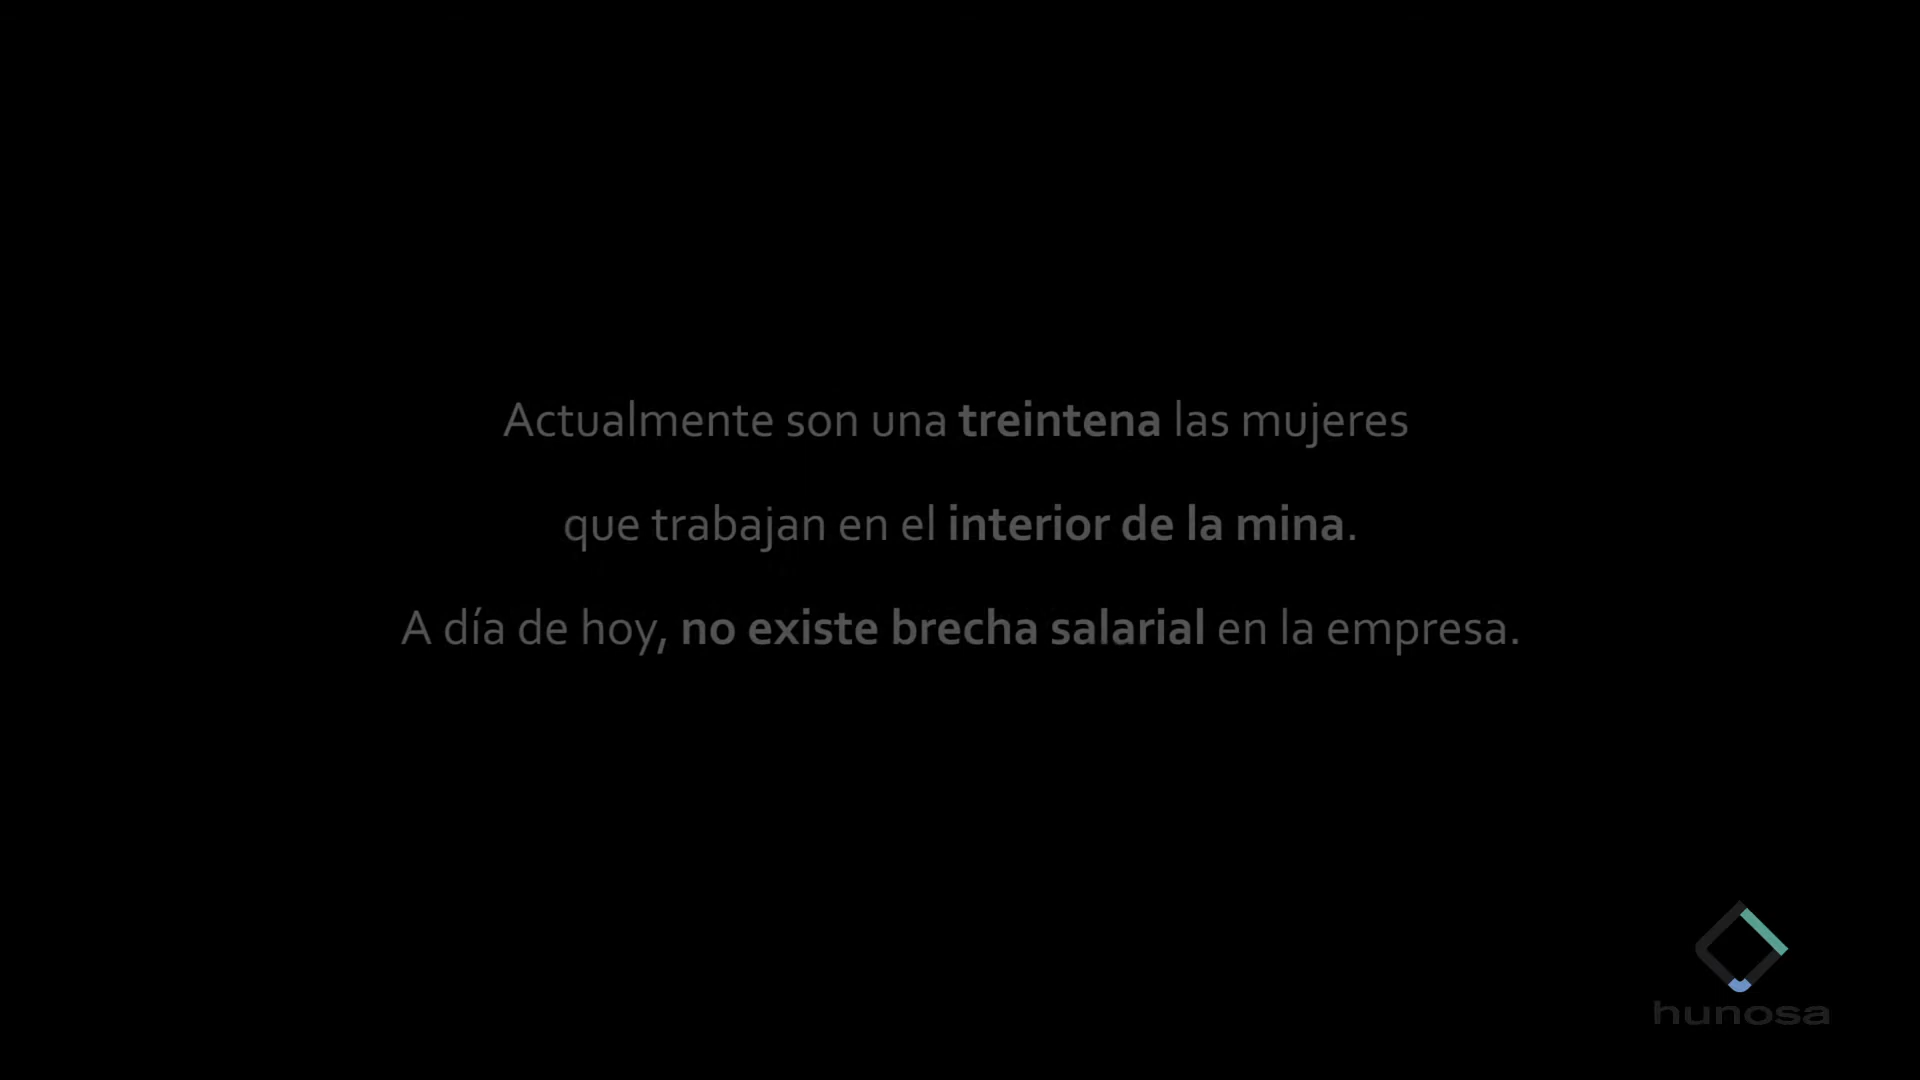 Actualmente son una treintena las mujeres
que trabajan en el interior de la mina.
A día de hoy, no existe brecha salarial en la empresa.
hunosa